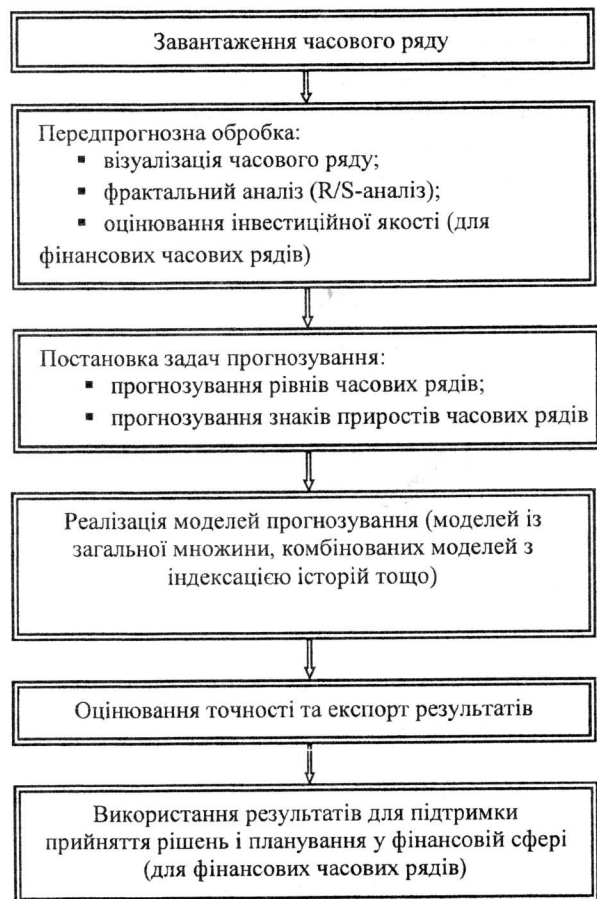 Завантаження часового ряду
Передпрогнозна обробка:
▪ візуалізація часового ряду;
▪ фрактальний аналіз (R/S-аналіз);
▪ оцінювання інвестиційної якості (для
фінансових часових рядів)
Постановка задач прогнозування:
▪ прогнозування рівнів часових рядів;
▪ прогнозування знаків приростів часових рядів
Реалізація моделей прогнозування (моделей із
загальної множини, комбінованих моделей з
індексацією історій тощо)
Оцінювання точності та експорт результатів
Використання результатів для підтримки
прийняття рішень і планування у фінансовій сфері
(для фінансових часових рядів)